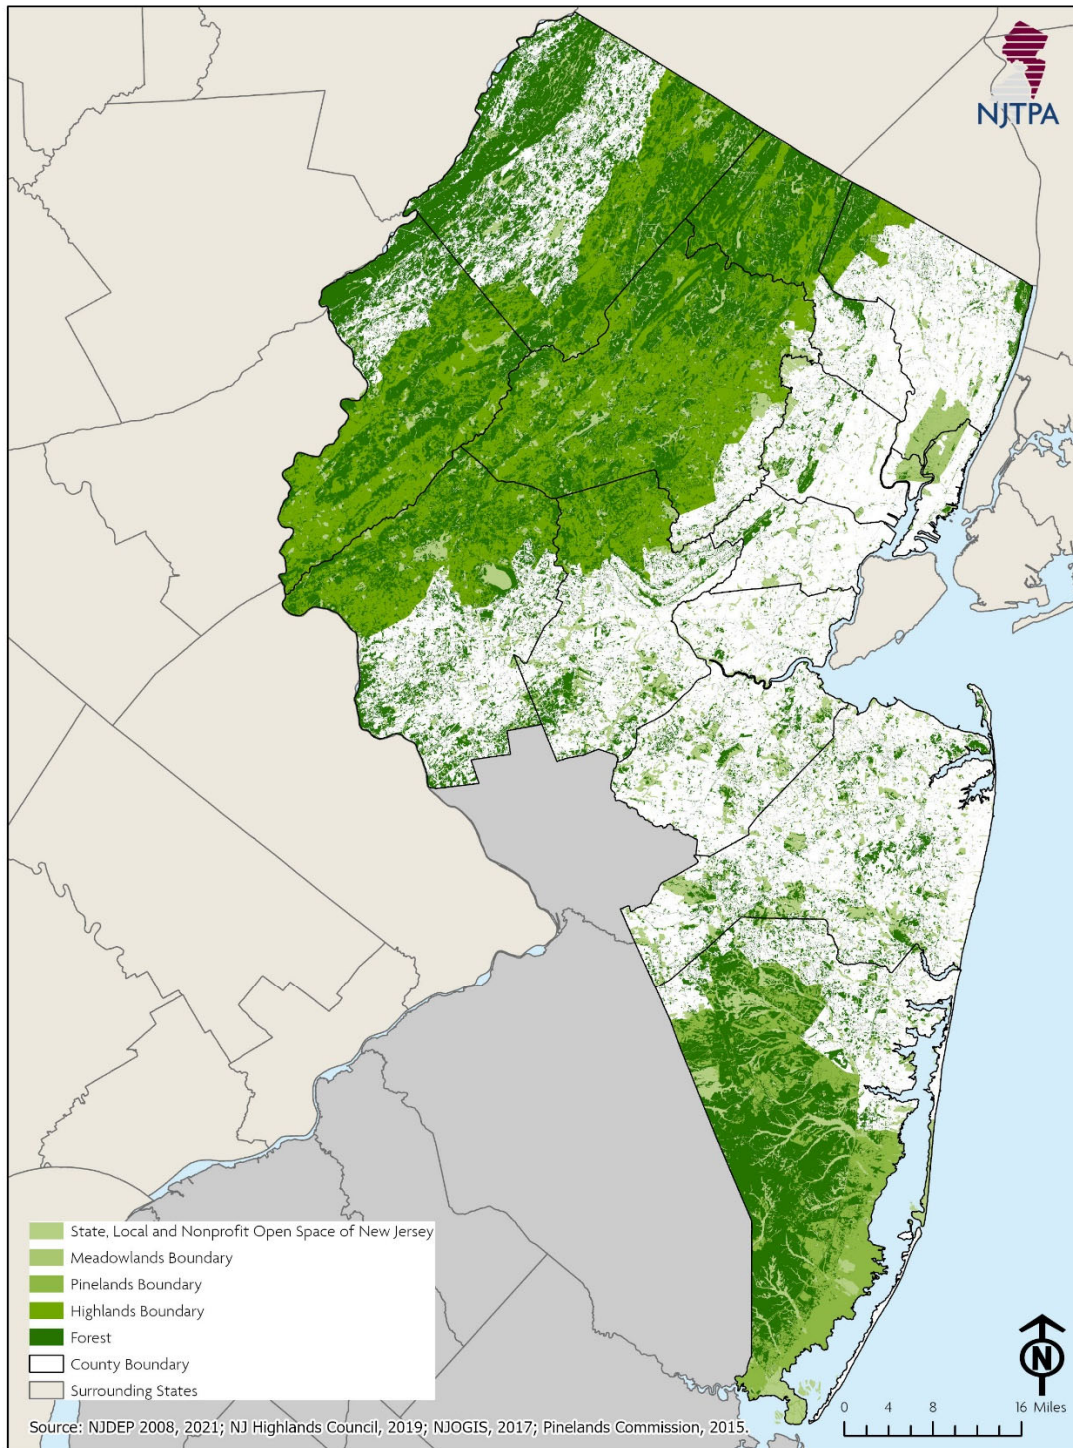 NJTPA
State, Local and Nonprofit Open Space of New Jersey
Meadowlands Boundary
Pinelands Boundary
Highlands Boundary
Forest
County Boundary
Surrounding States
Source: NJDEP 2008, 2021; NJ Highlands Council, 2019; NJOGIS, 2017; Pinelands Commission, 2015.
N
0 4 8 16 Miles